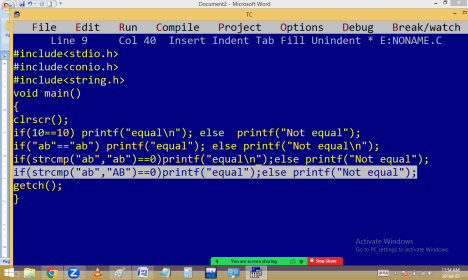 Document2 - Microsoft Word
TC
File Edit Run Compile Project Options Debug Break/watch
Line 9 Col 40 Insert Indent Tab Fill Unindent * E:NONAME.C
#include<stdio.h>
#include<conio.h>
#include<string.h>
void main()
{
clrscr();
if(10==10) printf("equal\n"); else printf("Not equal");
if("ab"=="ab") printf("equal"); else printf("Not equal\n");
if(strcmp("ab","ab")==0)printf("equal\n");else printf("Not equal");
if(strcmp("ab","AB")==0)printf("equal");else printf("Not equal");
getch();
}
Activate Windows
Go to PC settings to activate Windows.
You are screen sharing Stop Share